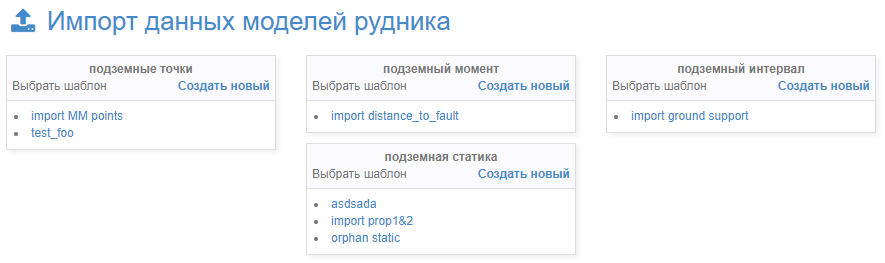 Импорт данных моделей рудника
подземные точки
Выбрать шаблон Создать новый
import MM points
test_foo
подземный момент
Выбрать шаблон Создать новый
import distance_to_fault
подземная статика
Выбрать шаблон Создать новый
asdsada
import prop1&2
orphan static
подземный интервал
Выбрать шаблон Создать новый
import ground support